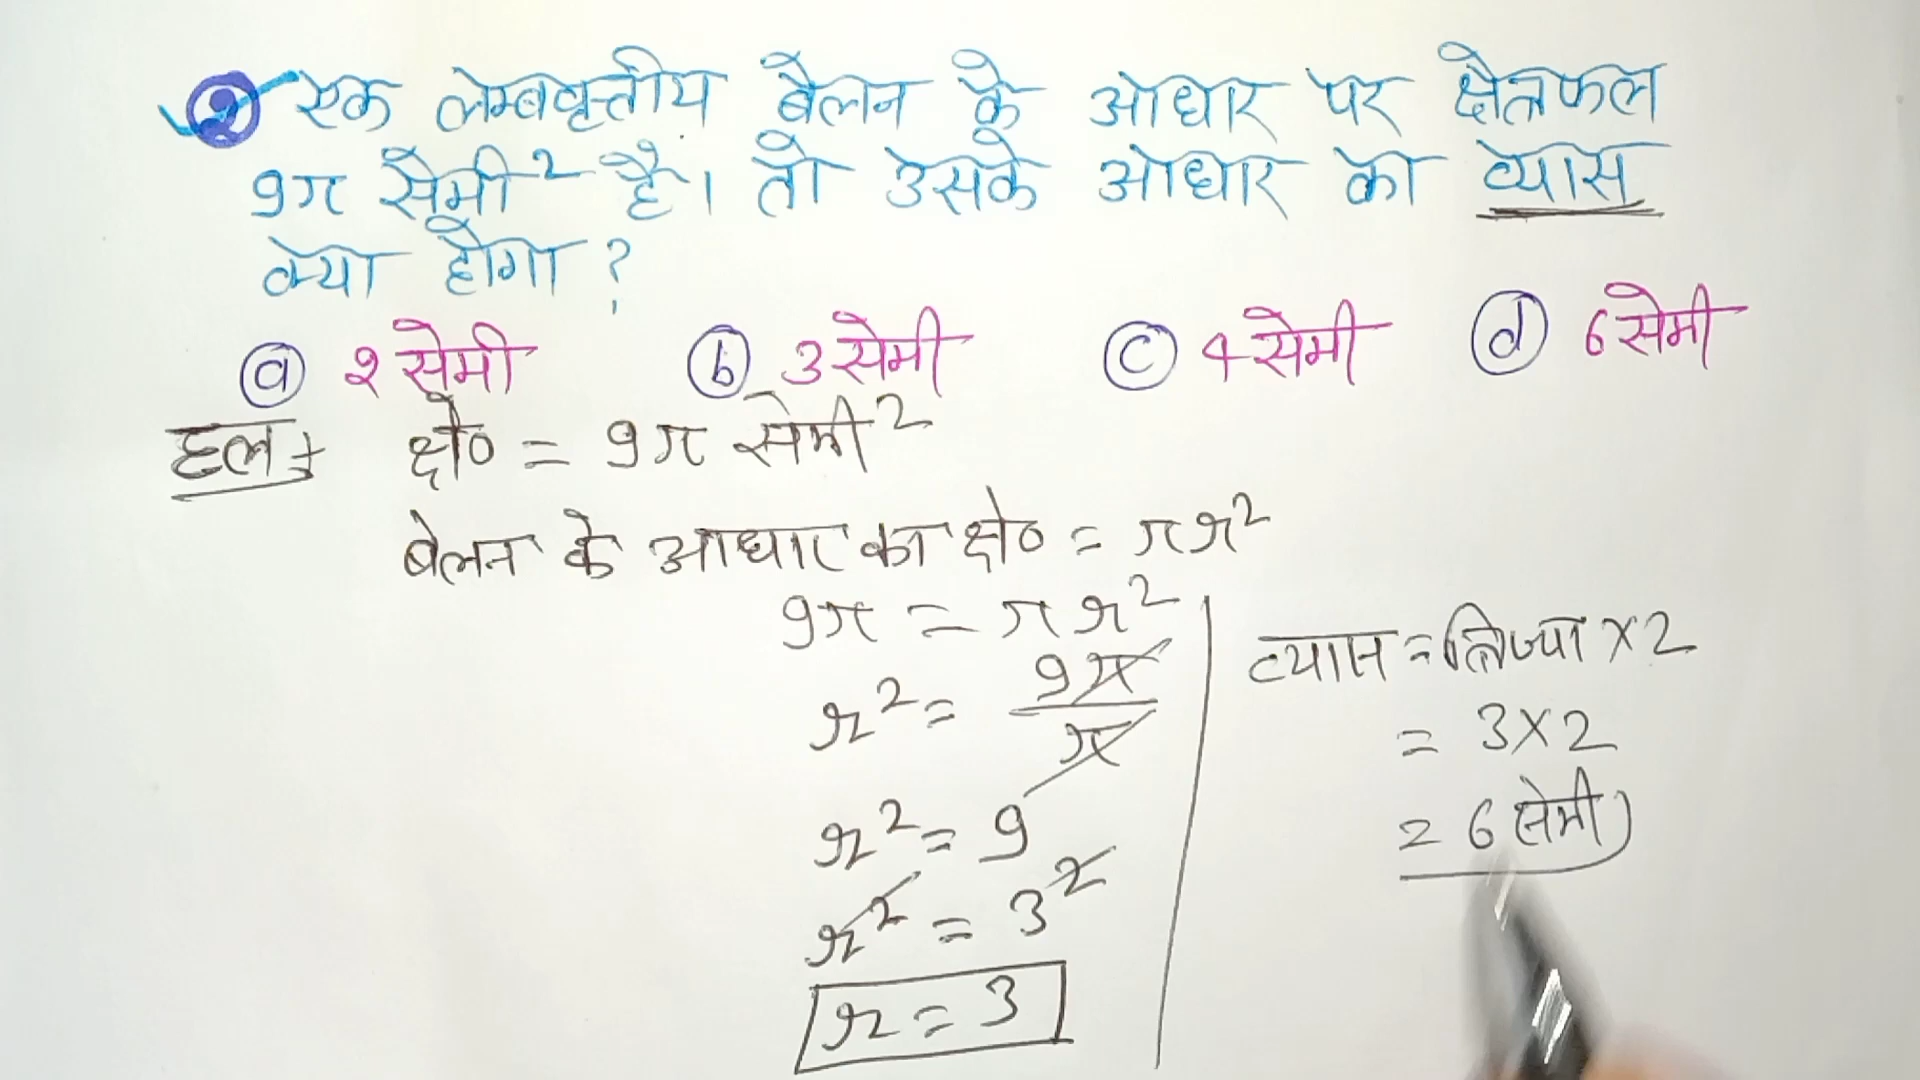 २ एक लम्बवृत्तीय बेलन के आधार पर क्षेत्रफल
9π सेमी² है। तो उसके आधार का व्यास
क्या होगा ?
(a) 2 सेमी (b) 3 सेमी (c) 4 सेमी (d) 6 सेमी
हल:- क्षे० = 9π सेमी²
बेलन के आधार का क्षे० = πr²
9π = πr²
r² = 9π/π
r² = 9
r² = 3²
r = 3
व्यास = त्रिज्या × 2
= 3 × 2
= 6 सेमी